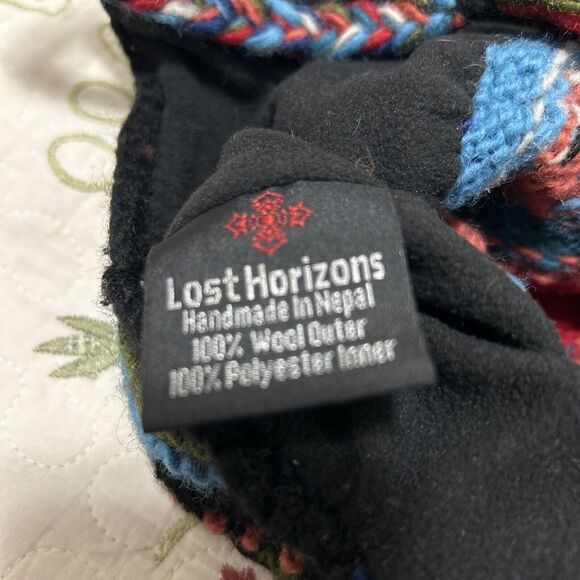 Lost Horizons
Handmade In Nepal
100% Wool Outer
100% Polyester Inner